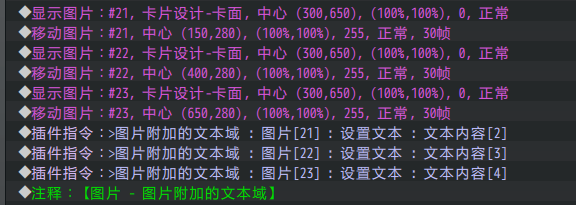 ◆显示图片：#21, 卡片设计-卡面, 中心 (300,650), (100%,100%), 0, 正常
◆移动图片：#21, 中心 (150,280), (100%,100%), 255, 正常, 30帧
◆显示图片：#22, 卡片设计-卡面, 中心 (300,650), (100%,100%), 0, 正常
◆移动图片：#22, 中心 (400,280), (100%,100%), 255, 正常, 30帧
◆显示图片：#23, 卡片设计-卡面, 中心 (300,650), (100%,100%), 0, 正常
◆移动图片：#23, 中心 (650,280), (100%,100%), 255, 正常, 30帧
◆插件指令：>图片附加的文本域 : 图片[21] : 设置文本 : 文本内容[2]
◆插件指令：>图片附加的文本域 : 图片[22] : 设置文本 : 文本内容[3]
◆插件指令：>图片附加的文本域 : 图片[23] : 设置文本 : 文本内容[4]
◆注释：【图片 - 图片附加的文本域】